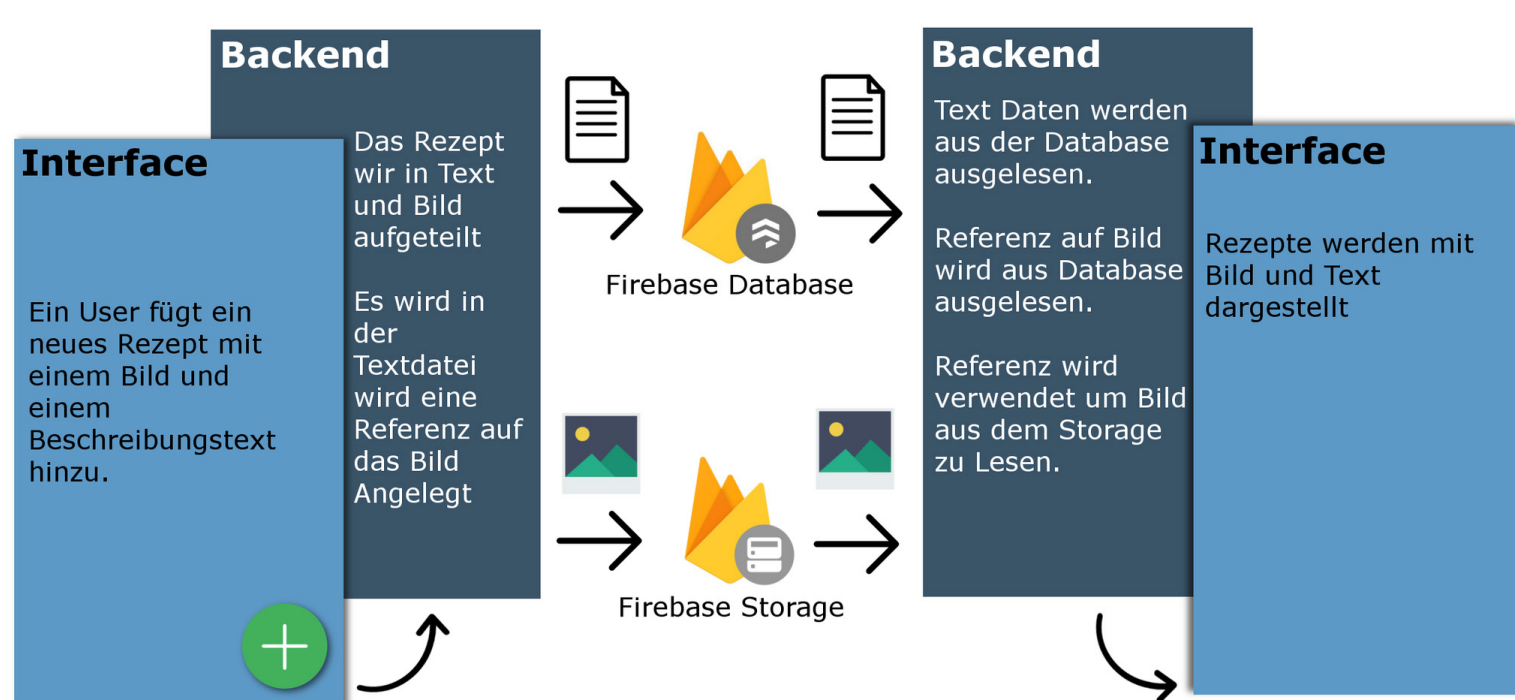 Interface
Ein User fügt ein
neues Rezept mit
einem Bild und
einem
Beschreibungstext
hinzu.
Backend
Das Rezept
wir in Text
und Bild
aufgeteilt
Es wird in
der
Textdatei
wird eine
Referenz auf
das Bild
Angelegt
Firebase Database
Firebase Storage
Backend
Text Daten werden
aus der Database
ausgelesen.
Referenz auf Bild
wird aus Database
ausgelesen.
Referenz wird
verwendet um Bild
aus dem Storage
zu Lesen.
Interface
Rezepte werden mit
Bild und Text
dargestellt